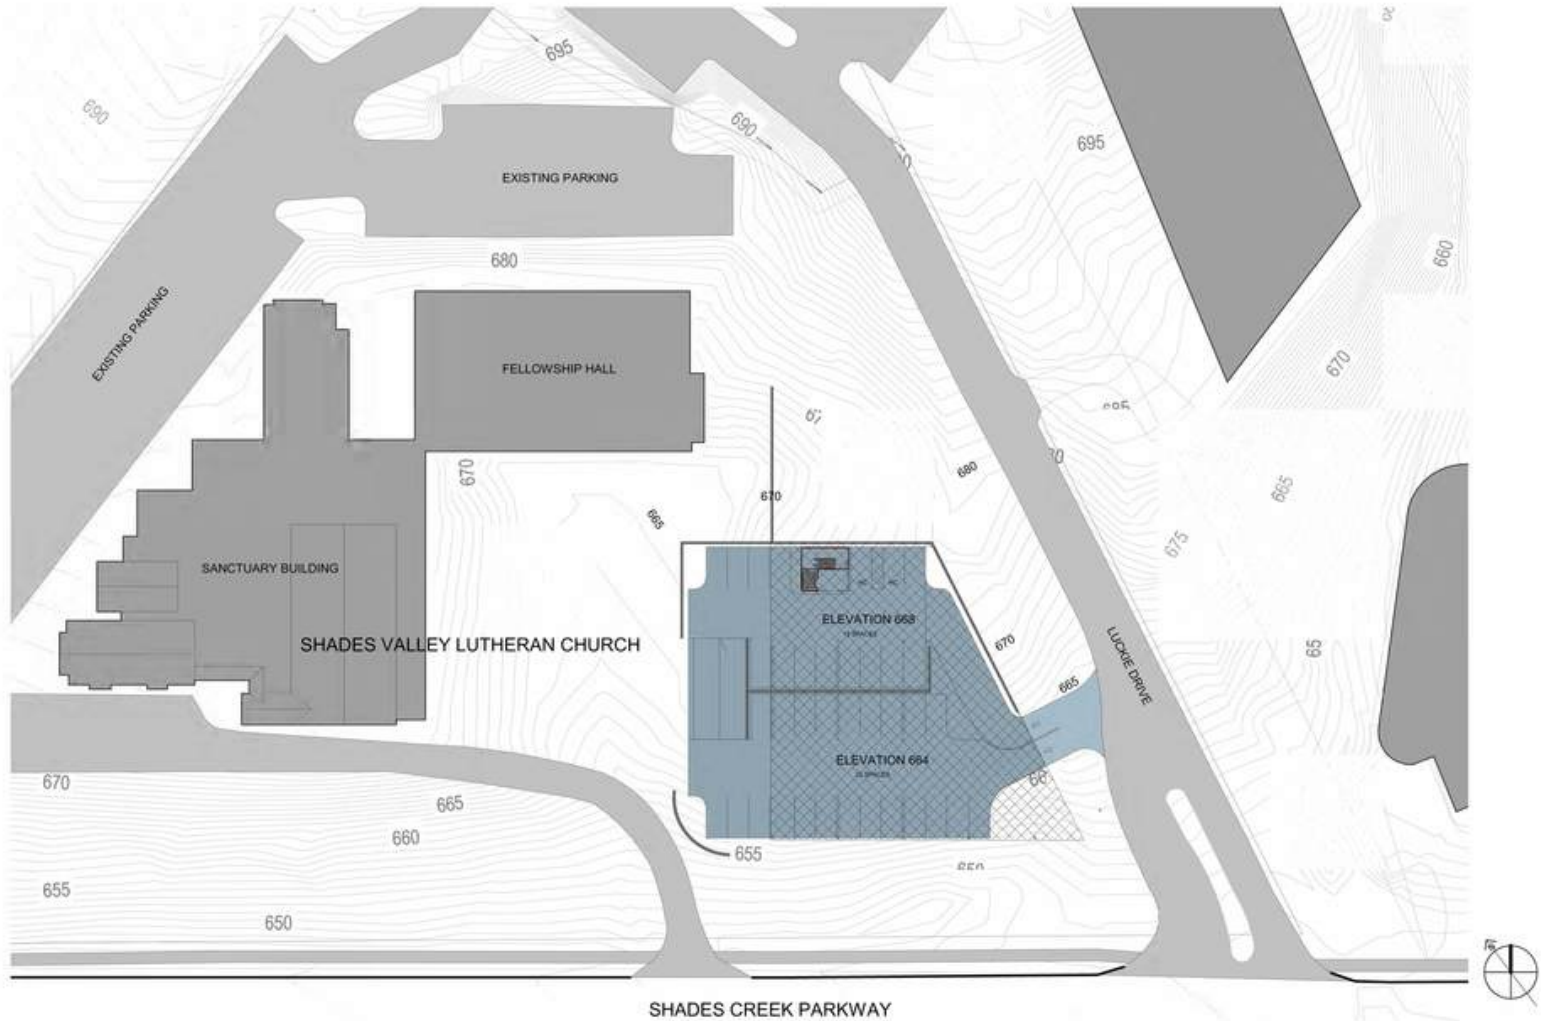 695
690
690
695
EXISTING PARKING
680
660
EXISTING PARKING
FELLOWSHIP HALL
670
670
680
665
670
665
675
SANCTUARY BUILDING
ELEVATION 668
SHADES VALLEY LUTHERAN CHURCH
670
65
LUCKIE DRIVE
665
ELEVATION 664
670
665
660
655
655
650
SHADES CREEK PARKWAY